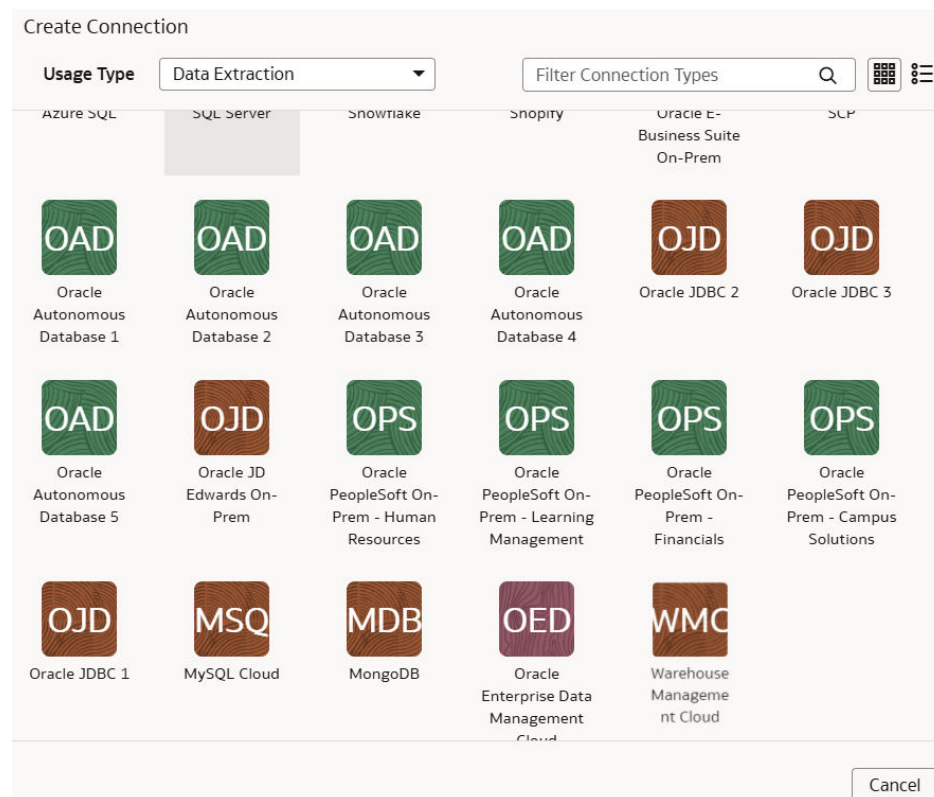 Create Connection
Usage Type
Data Extraction
Filter Connection Types
Azure SQL
SQL Server
Snowflake
Shopify
Oracle E-
Business Suite
On-Prem
SCP
OAD
OAD
OAD
OAD
OJD
OJD
Oracle
Autonomous
Database 1
Oracle
Autonomous
Database 2
Oracle
Autonomous
Database 3
Oracle
Autonomous
Database 4
Oracle JDBC 2
Oracle JDBC 3
OAD
OJD
OPS
OPS
OPS
OPS
Oracle
Autonomous
Database 5
Oracle JD
Edwards On-
Prem
Oracle
PeopleSoft On-
Prem - Human
Resources
Oracle
PeopleSoft On-
Prem - Learning
Management
Oracle
PeopleSoft On-
Prem -
Financials
Oracle
PeopleSoft On-
Prem - Campus
Solutions
OJD
MSQ
MDB
OED
WMC
Oracle JDBC 1
MySQL Cloud
MongoDB
Oracle
Enterprise Data
Management
Cloud
Warehouse
Manageme
nt Cloud
Cancel